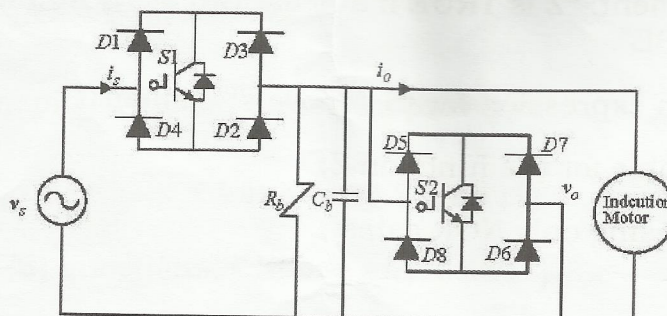 D1
D3
S1
i_s
i_o
D4
D2
D5
D7
v_s
R_b
C_b
S2
v_o
Indcution
Motor
D8
D6